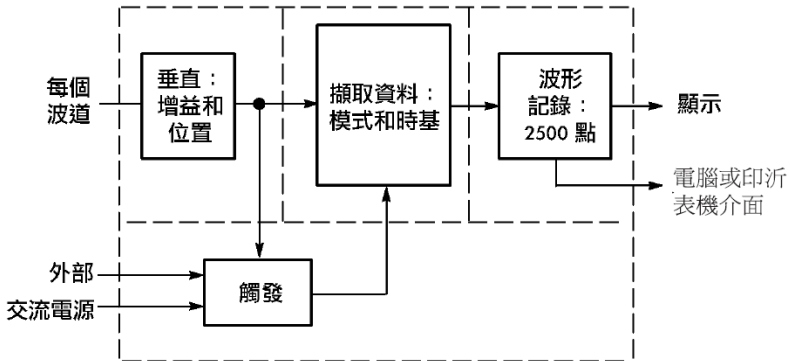 每個
波道
垂直：
增益和
位置
擷取資料：
模式和時基
波形
記錄：
2500 點
顯示
電腦或印沂
表機介面
外部
交流電源
觸發